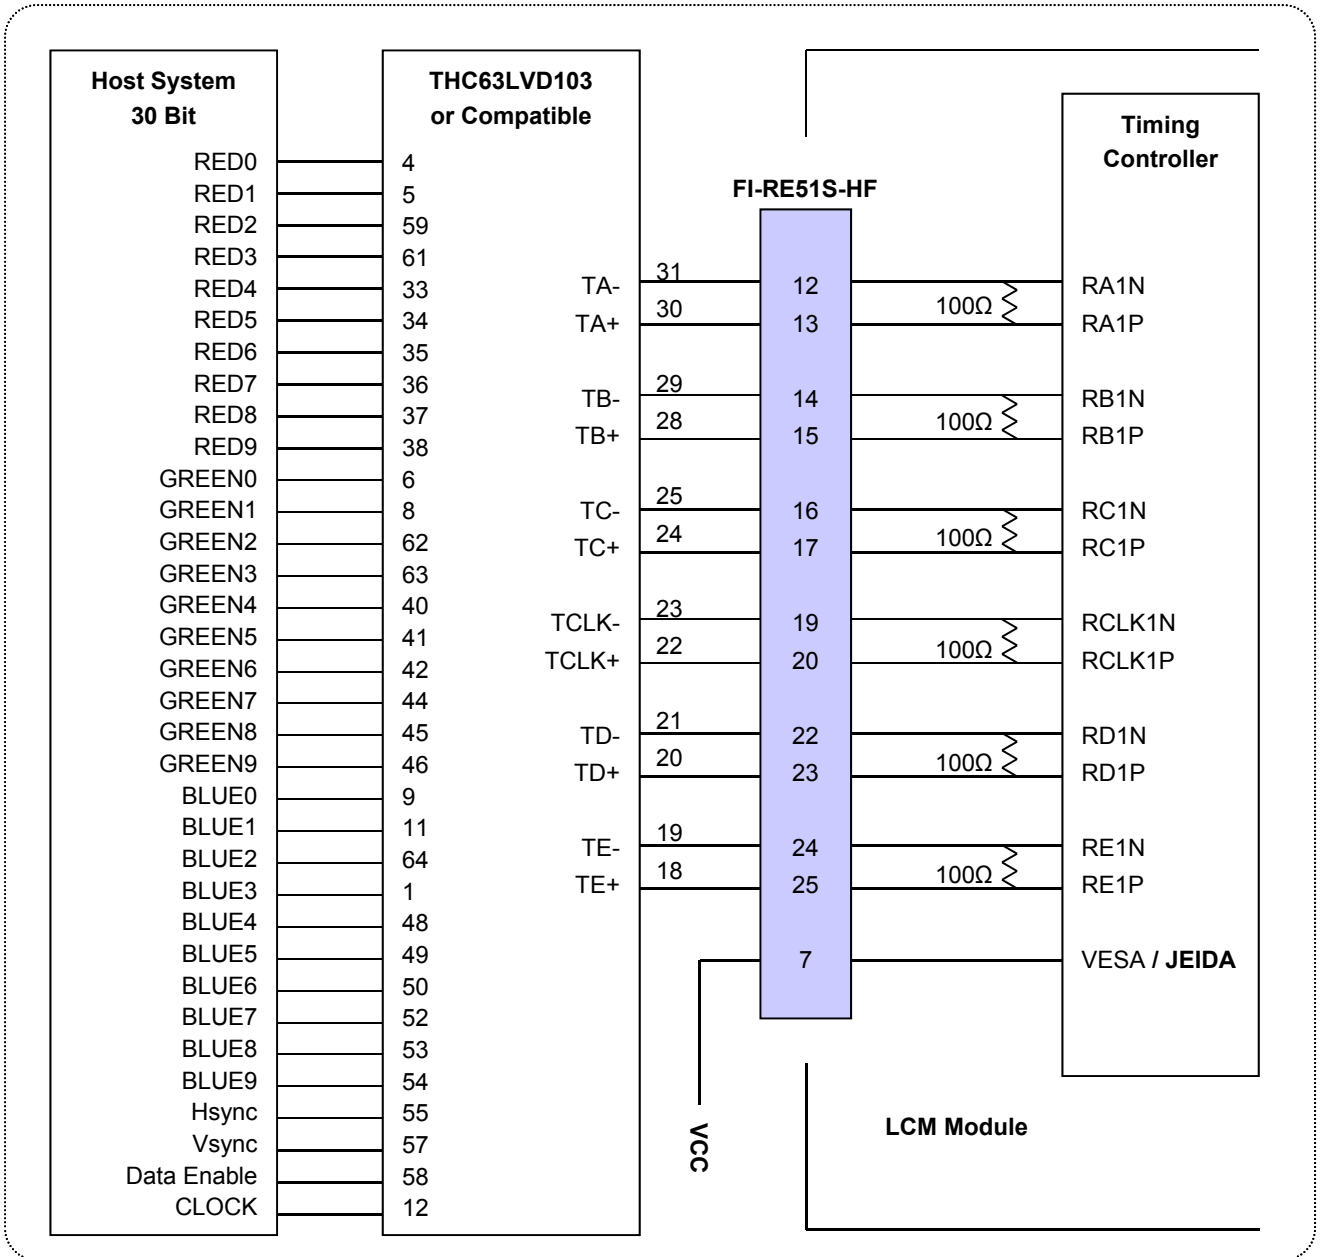 Host System
30 Bit
THC63LVD103
or Compatible
Timing
Controller
FI-RE51S-HF
RED0 4
RED1 5
RED2 59
RED3 61
RED4 33
RED5 34
RED6 35
RED7 36
RED8 37
RED9 38
GREEN0 6
GREEN1 8
GREEN2 62
GREEN3 63
GREEN4 40
GREEN5 41
GREEN6 42
GREEN7 44
GREEN8 45
GREEN9 46
BLUE0 9
BLUE1 11
BLUE2 64
BLUE3 1
BLUE4 48
BLUE5 49
BLUE6 50
BLUE7 52
BLUE8 53
BLUE9 54
Hsync 55
Vsync 57
Data Enable 58
CLOCK 12
TA- 31 12 RA1N
100Ω
TA+ 30 13 RA1P
TB- 29 14 RB1N
100Ω
TB+ 28 15 RB1P
TC- 25 16 RC1N
100Ω
TC+ 24 17 RC1P
TCLK- 23 19 RCLK1N
100Ω
TCLK+ 22 20 RCLK1P
TD- 21 22 RD1N
100Ω
TD+ 20 23 RD1P
TE- 19 24 RE1N
100Ω
TE+ 18 25 RE1P
7 VESA / JEIDA
VCC
LCM Module